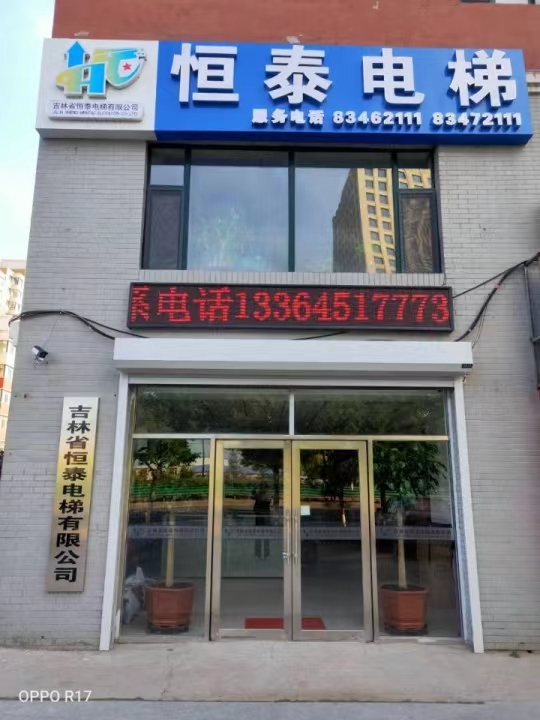 恒泰电梯
吉林省恒泰电梯有限公司
服务电话 83462111 83472111
电话13364517773
吉林省恒泰电梯有限公司
OPPO R17